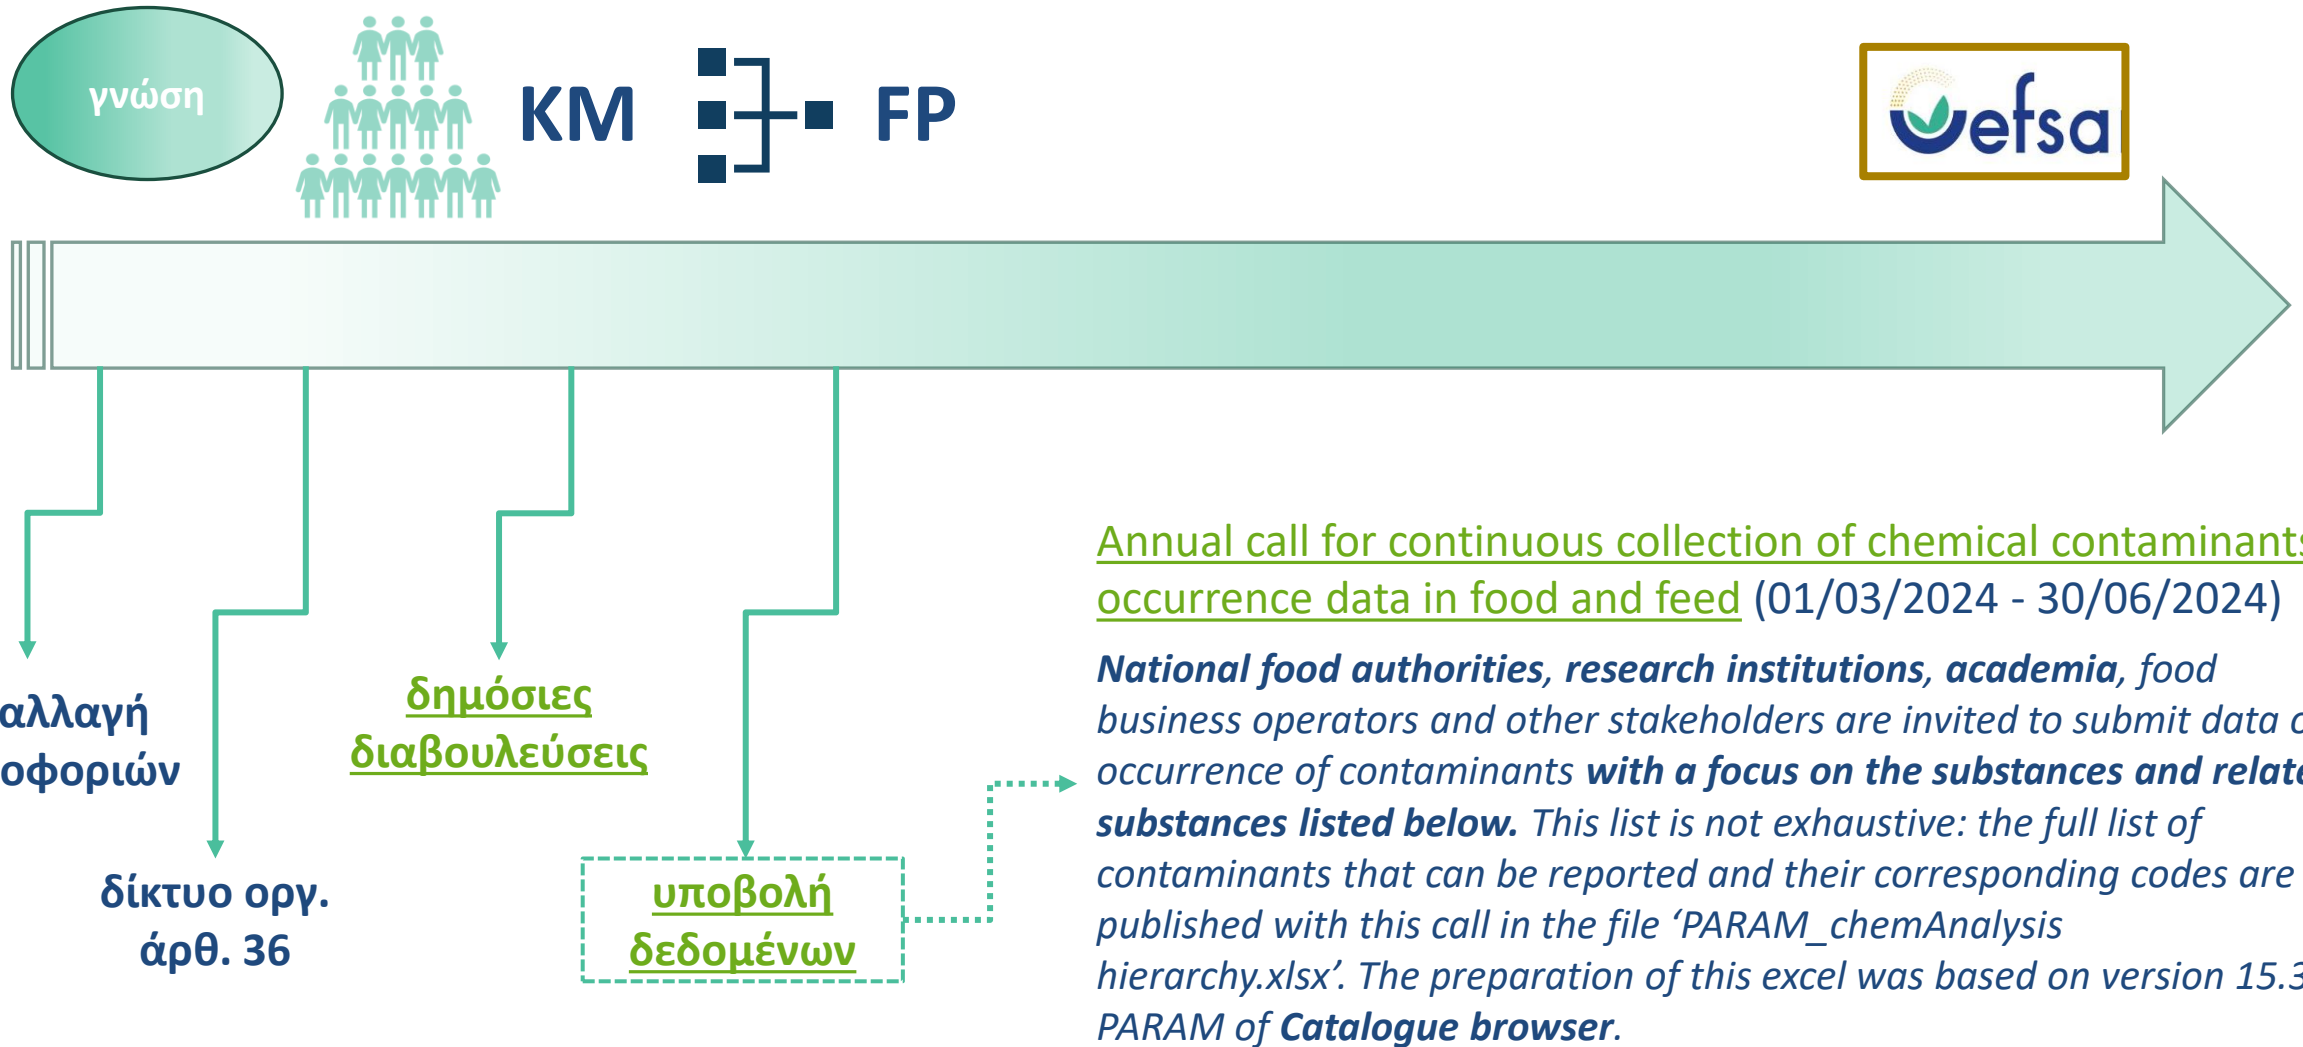 γνώση
KM
FP
efsa
αλλαγή
οφοριών
δίκτυο οργ.
άρθ. 36
δημόσιες
διαβουλεύσεις
υποβολή
δεδομένων
Annual call for continuous collection of chemical contaminants
occurrence data in food and feed (01/03/2024 - 30/06/2024)
National food authorities, research institutions, academia, food
business operators and other stakeholders are invited to submit data o
occurrence of contaminants with a focus on the substances and relate
substances listed below. This list is not exhaustive: the full list of
contaminants that can be reported and their corresponding codes are
published with this call in the file ‘PARAM_chemAnalysis
hierarchy.xlsx’. The preparation of this excel was based on version 15.3
PARAM of Catalogue browser.